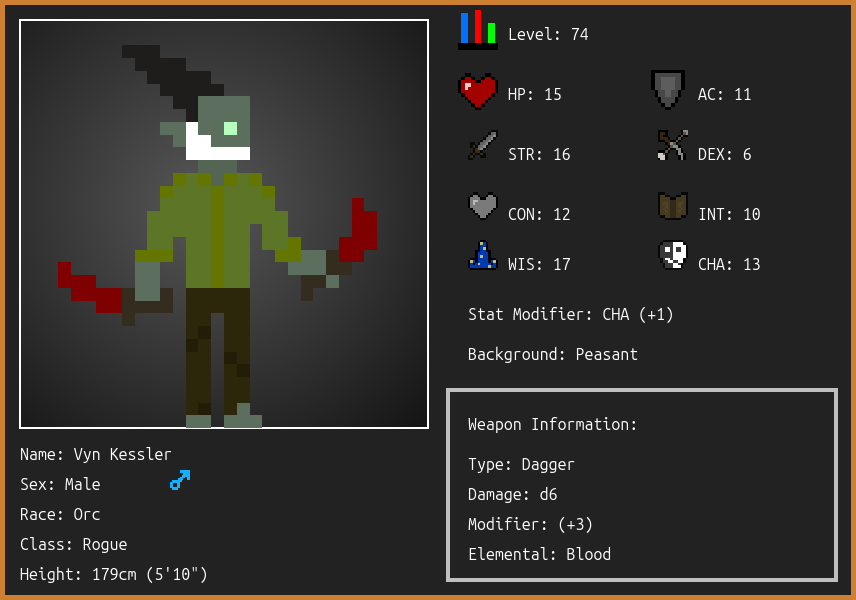 Level: 74
HP: 15
AC: 11
STR: 16
DEX: 6
CON: 12
INT: 10
WIS: 17
CHA: 13
Stat Modifier: CHA (+1)
Background: Peasant
Weapon Information:
Type: Dagger
Damage: d6
Modifier: (+3)
Elemental: Blood
Name: Vyn Kessler
Sex: Male
Race: Orc
Class: Rogue
Height: 179cm (5'10")